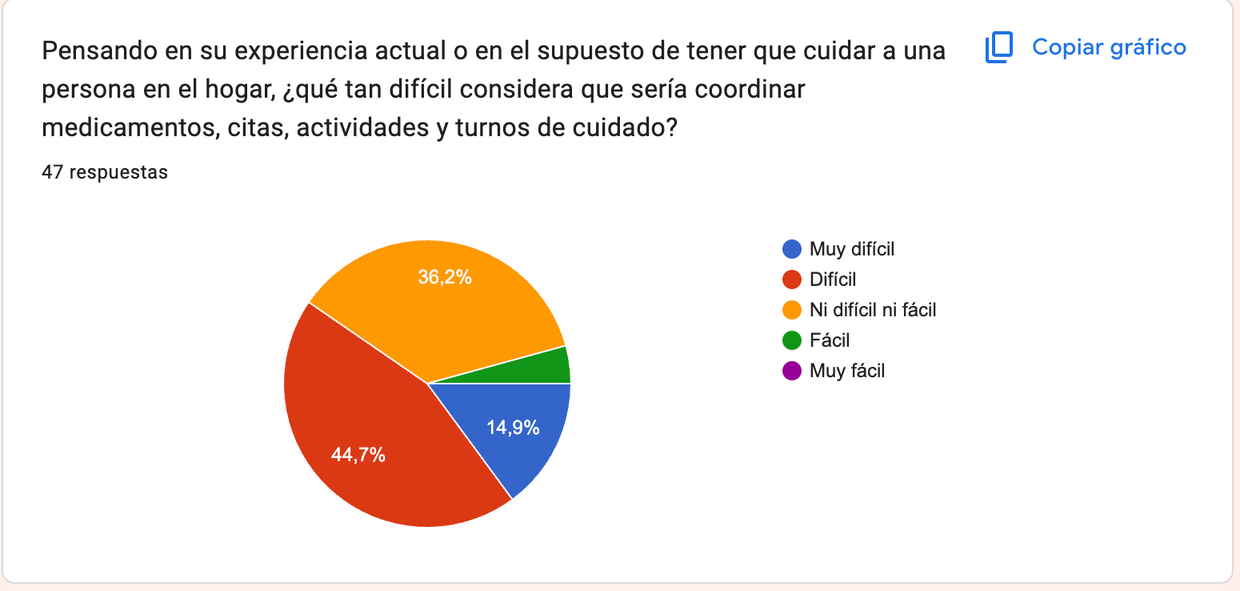 Pensando en su experiencia actual o en el supuesto de tener que cuidar a una
persona en el hogar, ¿qué tan difícil considera que sería coordinar
medicamentos, citas, actividades y turnos de cuidado?
Copiar gráfico
47 respuestas
36,2%
14,9%
44,7%
Muy difícil
Difícil
Ni difícil ni fácil
Fácil
Muy fácil